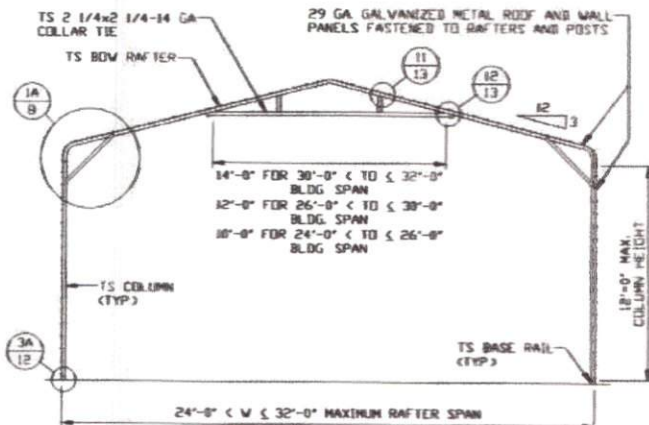 TS 2 1/4x2 1/4-14 GA
COLLAR TIE
29 GA. GALVANIZED METAL ROOF AND WALL
PANELS FASTENED TO RAFTERS AND POSTS
TS BOW RAFTER
11
13
12
13
1A
8
12
3
14'-0" FOR 30'-0" < TO ≤ 32'-0"
BLDG SPAN
12'-0" FOR 26'-0" < TO ≤ 30'-0"
BLDG. SPAN
10'-0" FOR 24'-0" < TO ≤ 26'-0"
BLDG SPAN
12'-0" MAX.
COLUMN HEIGHT
TS COLUMN
(TYP)
3A
12
TS BASE RAIL
(TYP)
24'-0" < W ≤ 32'-0" MAXIMUM RAFTER SPAN